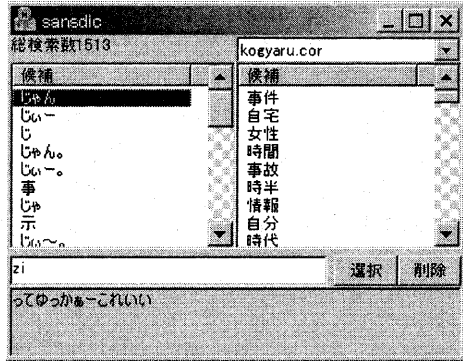 sansdic
総検索数1513
kogyaru.cor
候補
じゃん
じぃー
じ
じゃん。
じぃー。
事
じゃ
示
じぃ～。
候補
事件
自宅
女性
時間
事故
時半
情報
自分
時代
zi
選択
削除
ってゆっかぁーこれいい